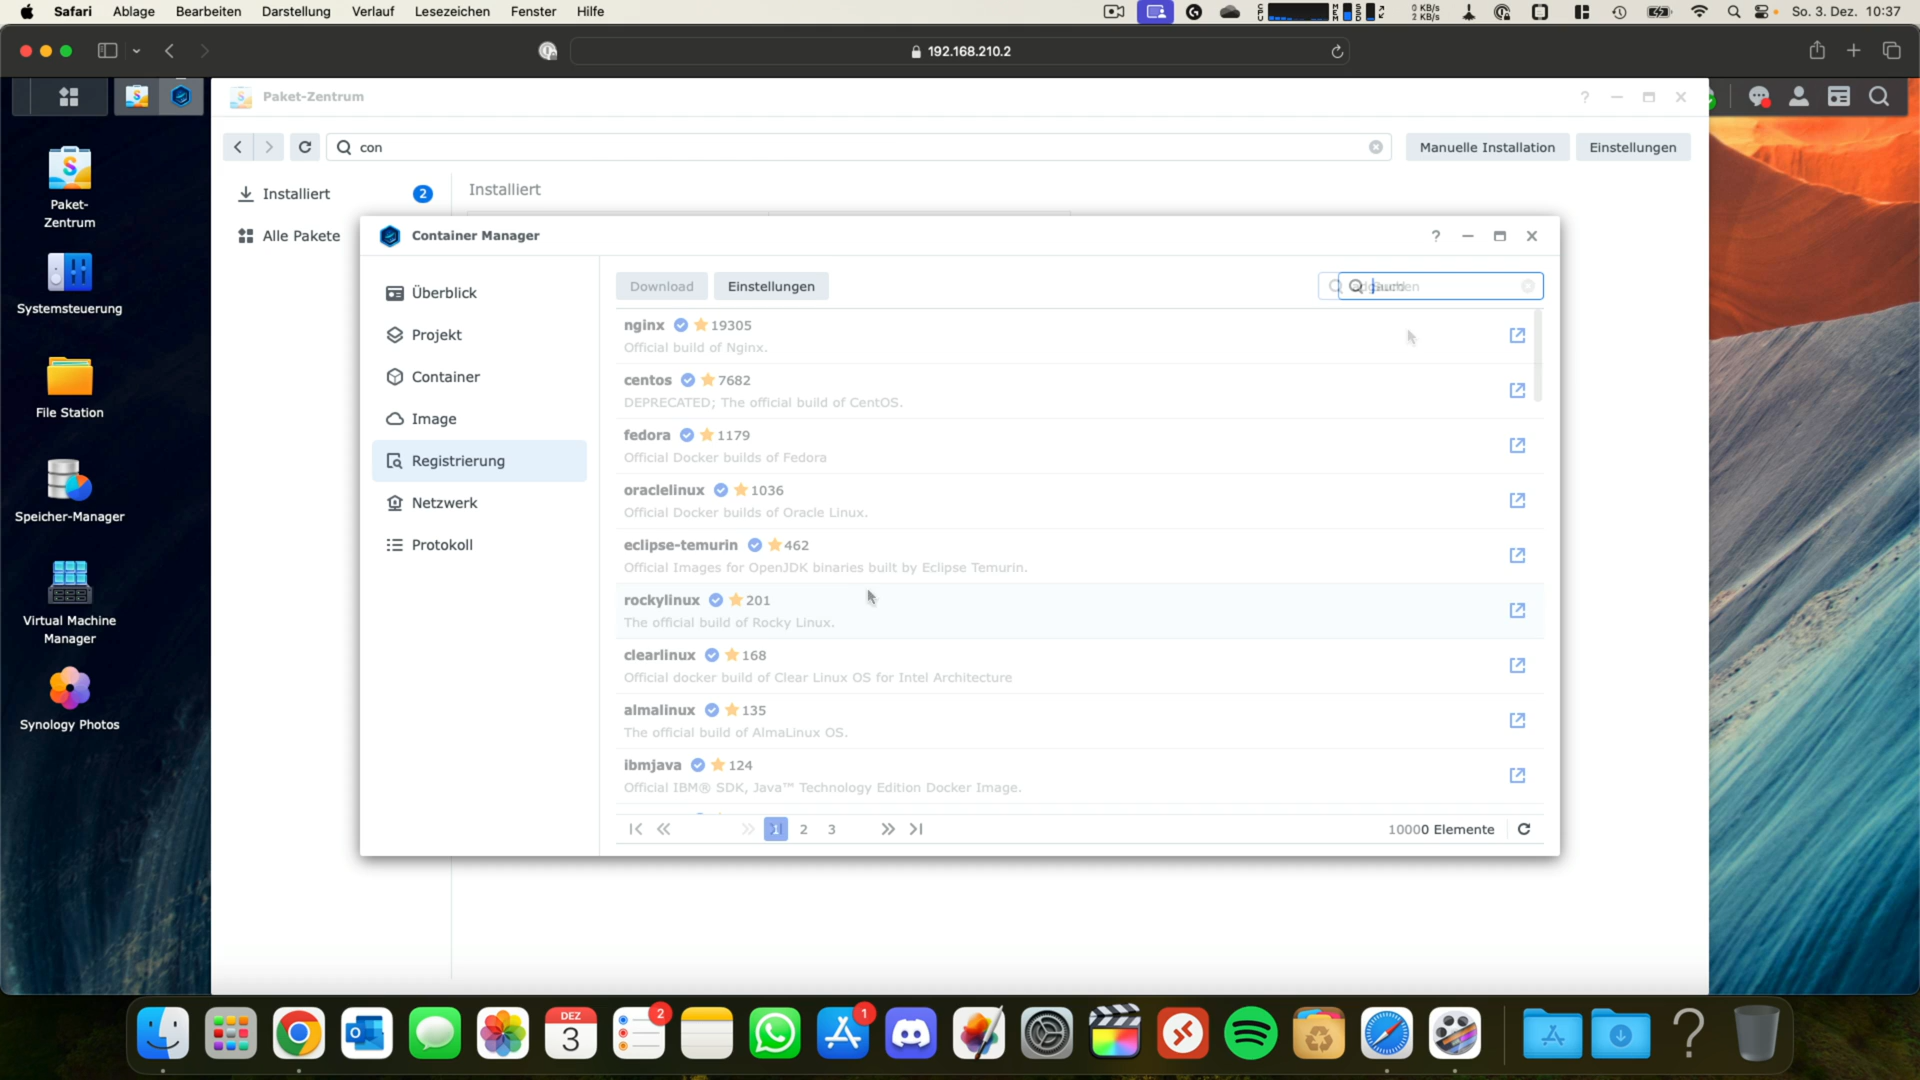 Safari Ablage Bearbeiten Darstellung Verlauf Lesezeichen Fenster Hilfe
0 KB/s
2 KB/s
So. 3. Dez. 10:37
192.168.210.2
Paket-Zentrum
con
Manuelle Installation
Einstellungen
Installiert
2
Alle Pakete
Installiert
Paket-
Zentrum
Systemsteuerung
File Station
Speicher-Manager
Virtual Machine
Manager
Synology Photos
Container Manager
Überblick
Projekt
Container
Image
Registrierung
Netzwerk
Protokoll
Download
Einstellungen
nginx 19305
Official build of Nginx.
centos 7682
DEPRECATED; The official build of CentOS.
fedora 1179
Official Docker builds of Fedora
oraclelinux 1036
Official Docker builds of Oracle Linux.
eclipse-temurin 462
Official Images for OpenJDK binaries built by Eclipse Temurin.
rockylinux 201
The official build of Rocky Linux.
clearlinux 168
Official docker build of Clear Linux OS for Intel Architecture
almalinux 135
The official build of AlmaLinux OS.
ibmjava 124
Official IBM® SDK, Java™ Technology Edition Docker Image.
1 2 3
10000 Elemente
DEZ
3
2
1